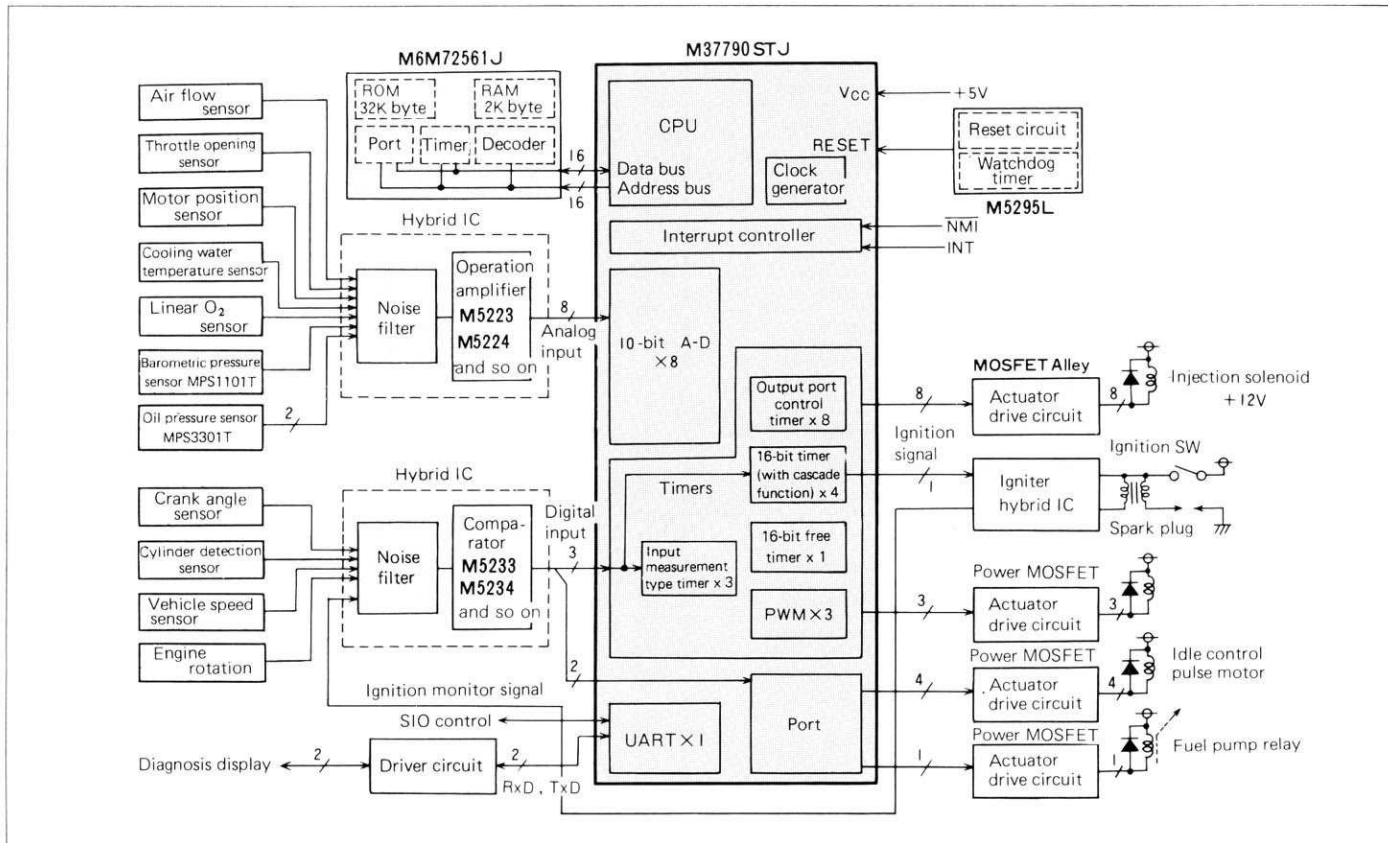 M6M72561J
ROM
32K byte
RAM
2K byte
Port
Timer
Decoder
16
16
Air flow
sensor
Throttle opening
sensor
Motor position
sensor
Cooling water
temperature sensor
Linear O2
sensor
Barometric pressure
sensor MPS1101T
Oil pressure sensor
MPS3301T
2
Hybrid IC
Noise
filter
Operation
amplifier
M5223
M5224
and so on
8
Analog
input
Crank angle
sensor
Cylinder detection
sensor
Vehicle speed
sensor
Engine
rotation
Hybrid IC
Noise
filter
Compa-
rator
M5233
M5234
and so on
Digital
input
3
2
Ignition monitor signal
SIO control
Diagnosis display
2
Driver circuit
2
RxD, TxD
M37790STJ
CPU
Data bus
Address bus
Clock
generator
Vcc
RESET
Interrupt controller
10-bit A-D
×8
Output port
control
timer x 8
16-bit timer
(with cascade
function) x 4
Timers
16-bit free
timer x 1
Input
measurement
type timer x 3
PWM×3
UART×1
Port
+5V
Reset circuit
Watchdog
timer
M5295L
NMI
INT
MOSFET Alley
8
Actuator
drive circuit
8
Injection solenoid
+12V
Ignition
signal
1
Igniter
hybrid IC
Ignition SW
Spark plug
Power MOSFET
3
Actuator
drive circuit
3
Power MOSFET
4
Actuator
drive circuit
4
Idle control
pulse motor
Power MOSFET
1
Actuator
drive circuit
1
Fuel pump relay